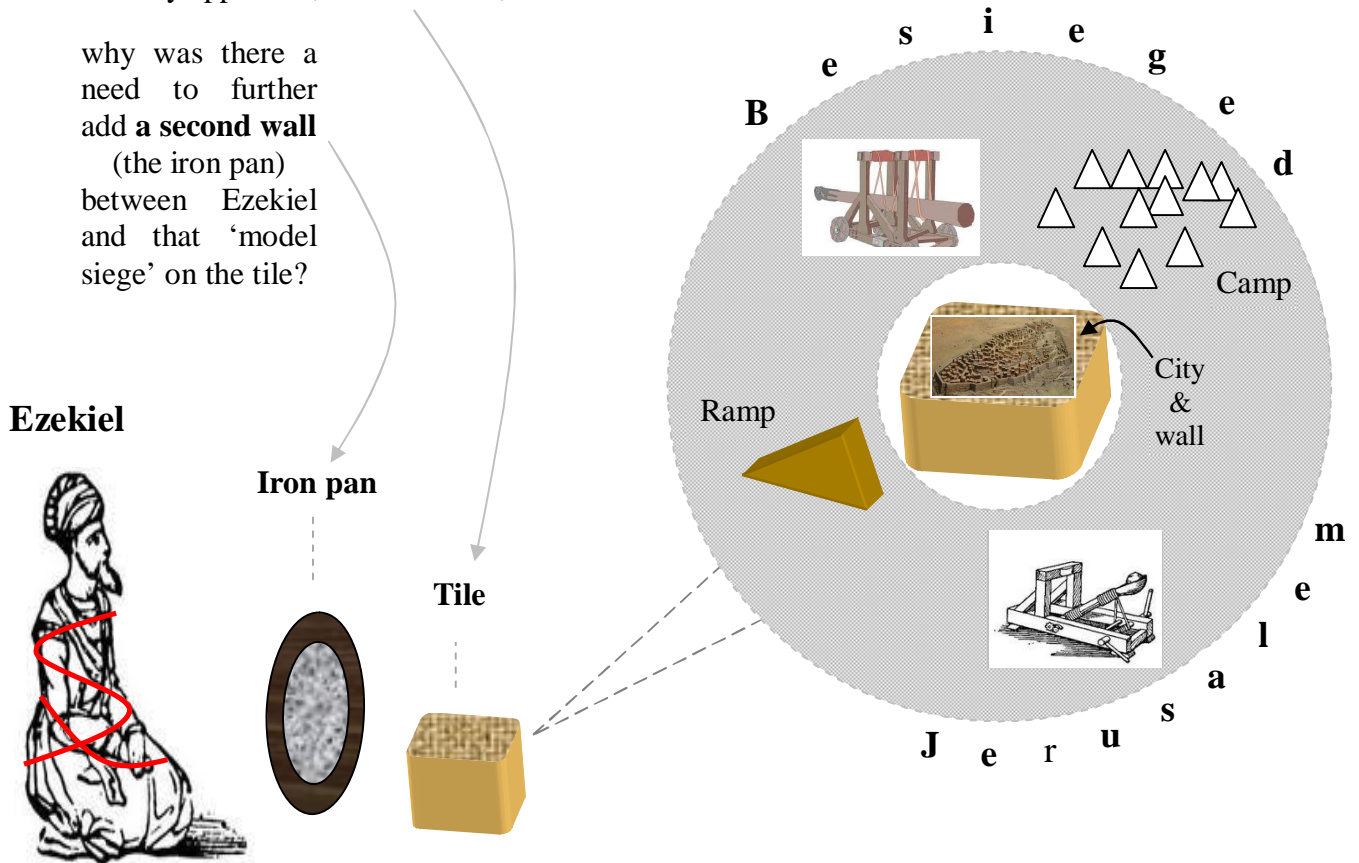 why was there a
need to further
add a second wall
(the iron pan)
between Ezekiel
and that ‘model
siege’ on the tile?
Besieged
Camp
City
&
wall
Ramp
Ezekiel
Iron pan
Tile
Jerusalem